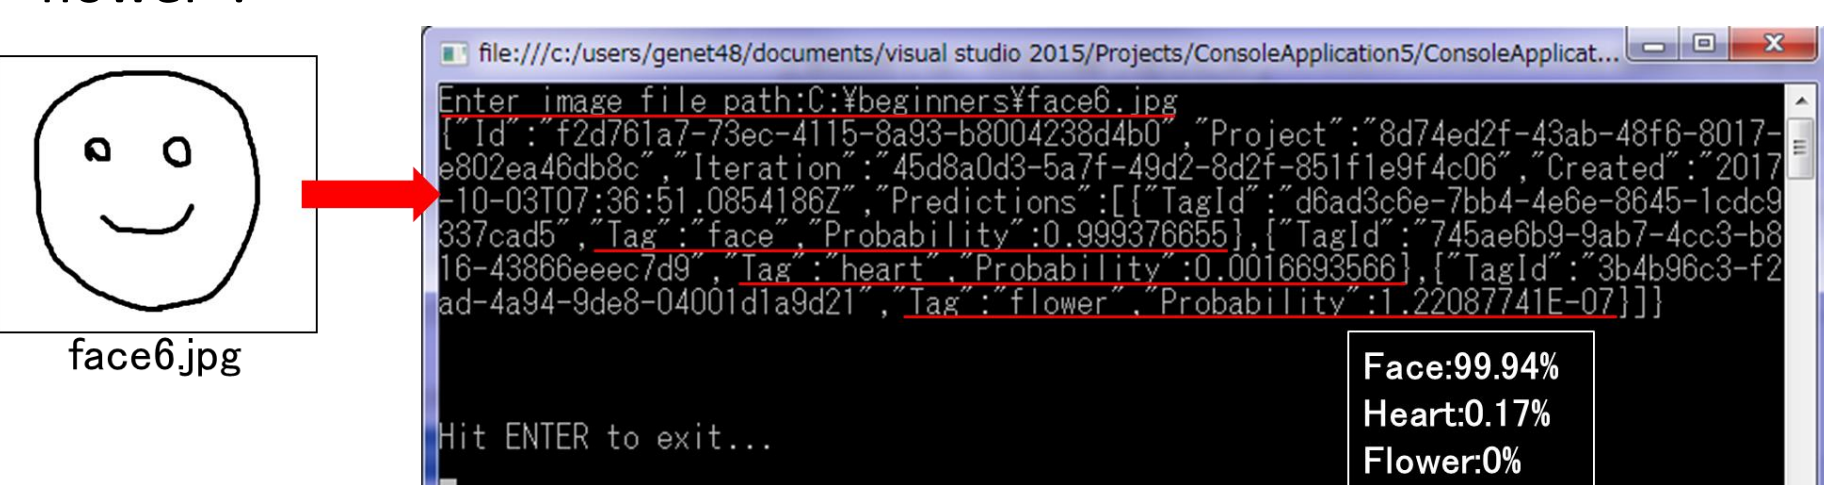 file:///c:/users/genet48/documents/visual studio 2015/Projects/ConsoleApplication5/ConsoleApplicat...
Enter image file path:C:¥beginners¥face6.jpg
{"Id":"f2d761a7-73ec-4115-8a93-b8004238d4b0","Project":"8d74ed2f-43ab-48f6-8017-
e802ea46db8c","Iteration":"45d8a0d3-5a7f-49d2-8d2f-851f1e9f4c06","Created":"2017
-10-03T07:36:51.0854186Z","Predictions":[{"TagId":"d6ad3c6e-7bb4-4e6e-8645-1cdc9
337cad5","Tag":"face","Probability":0.999376655},{"TagId":"745ae6b9-9ab7-4cc3-b8
16-43866eeec7d9","Tag":"heart","Probability":0.0016693566},{"TagId":"3b4b96c3-f2
ad-4a94-9de8-04001d1a9d21","Tag":"flower","Probability":1.22087741E-07}]}
Hit ENTER to exit...
face6.jpg
Face:99.94%
Heart:0.17%
Flower:0%